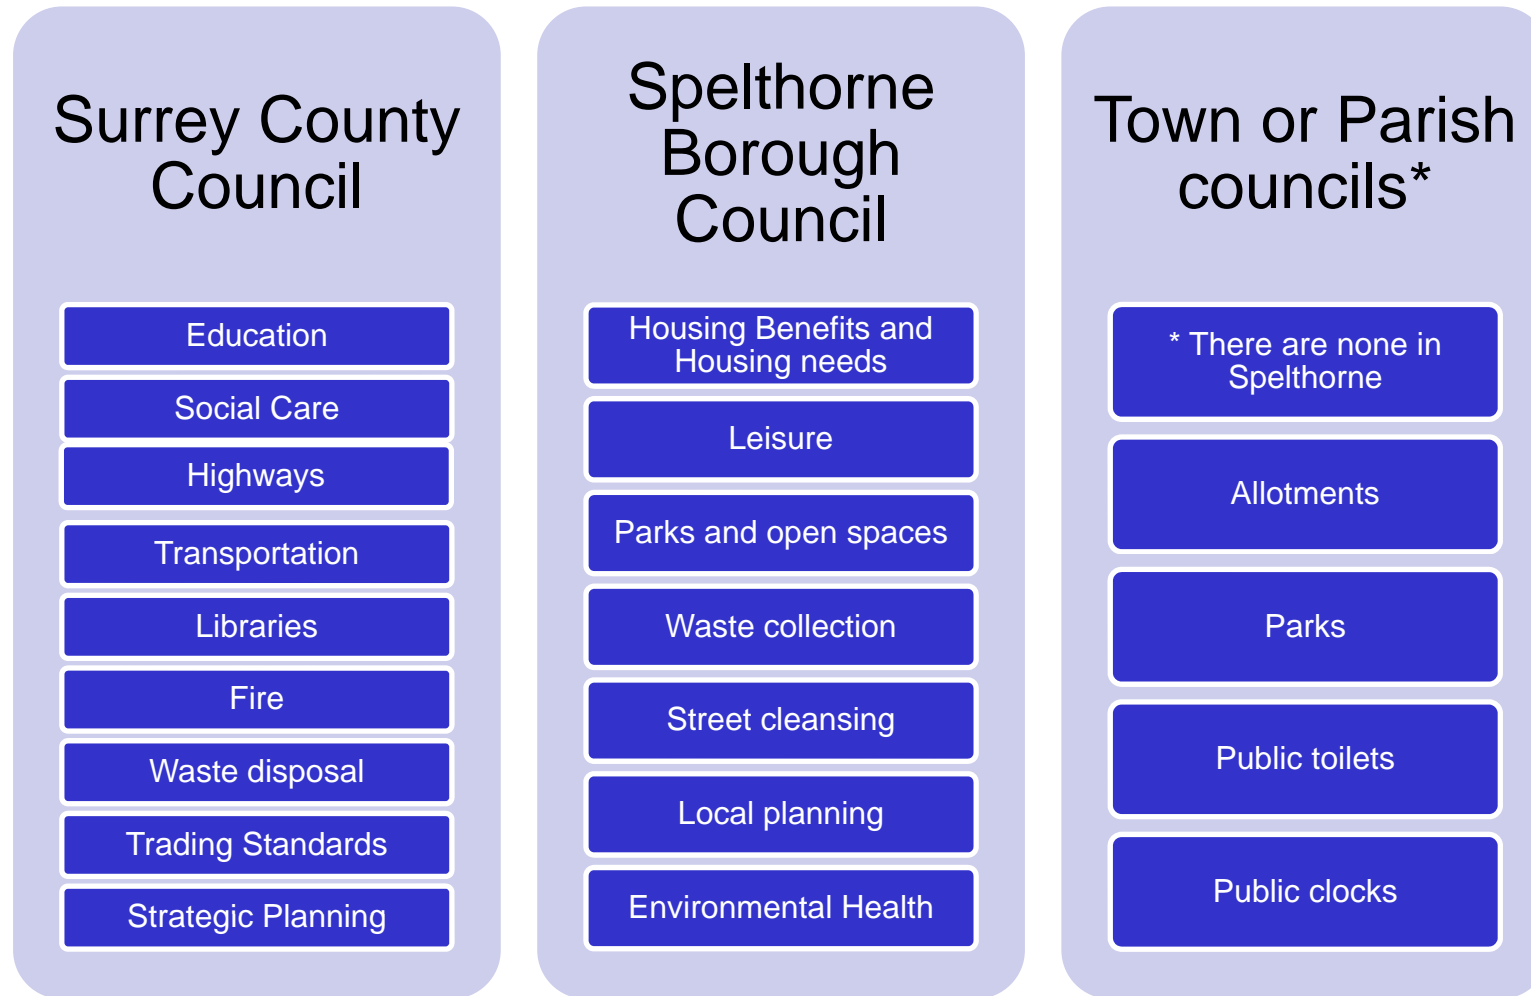 Surrey County
Council
Education
Social Care
Highways
Transportation
Libraries
Fire
Waste disposal
Trading Standards
Strategic Planning
Spelthorne
Borough
Council
Housing Benefits and
Housing needs
Leisure
Parks and open spaces
Waste collection
Street cleansing
Local planning
Environmental Health
Town or Parish
councils*
* There are none in
Spelthorne
Allotments
Parks
Public toilets
Public clocks